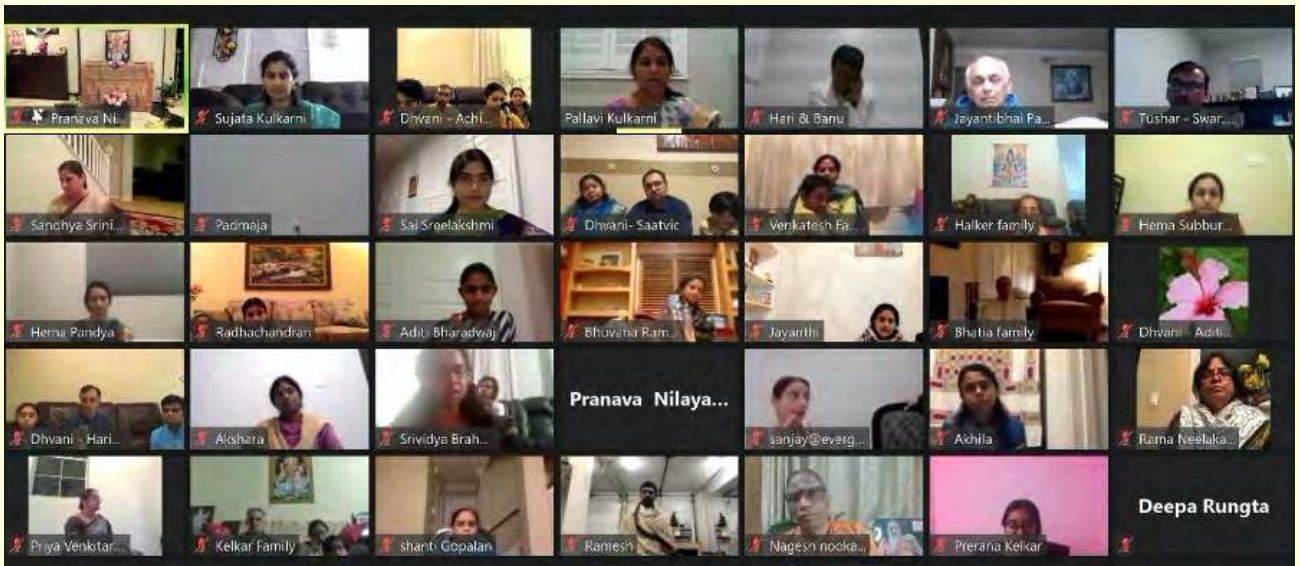 Pranava Ni...
Sujata Kulkarni
Dhvani - Achi...
Pallavi Kulkarni
Hari & Banu
Jayantibhai Pa...
Tushar - Swar...
Sandhya Srini...
Padmaja
Sai Sreelakshmi
Dhvani- Saatvic
Venkatesh Fa...
Halker family
Hema Subbur...
Hema Pandya
Radhachandran
Aditi Bharadwaj
Bhuvana Ram...
Jayanthi
Bhatia family
Dhvani - Aditi...
Dhvani - Hari...
Akshara
Srividya Brah...
Pranava Nilaya...
sanjay@everg...
Akhila
Rama Neelaka...
Priya Venkitar...
Kelkar Family
shanti Gopalan
Ramesh
Nagesh nooka...
Prerana Kelkar
Deepa Rungta